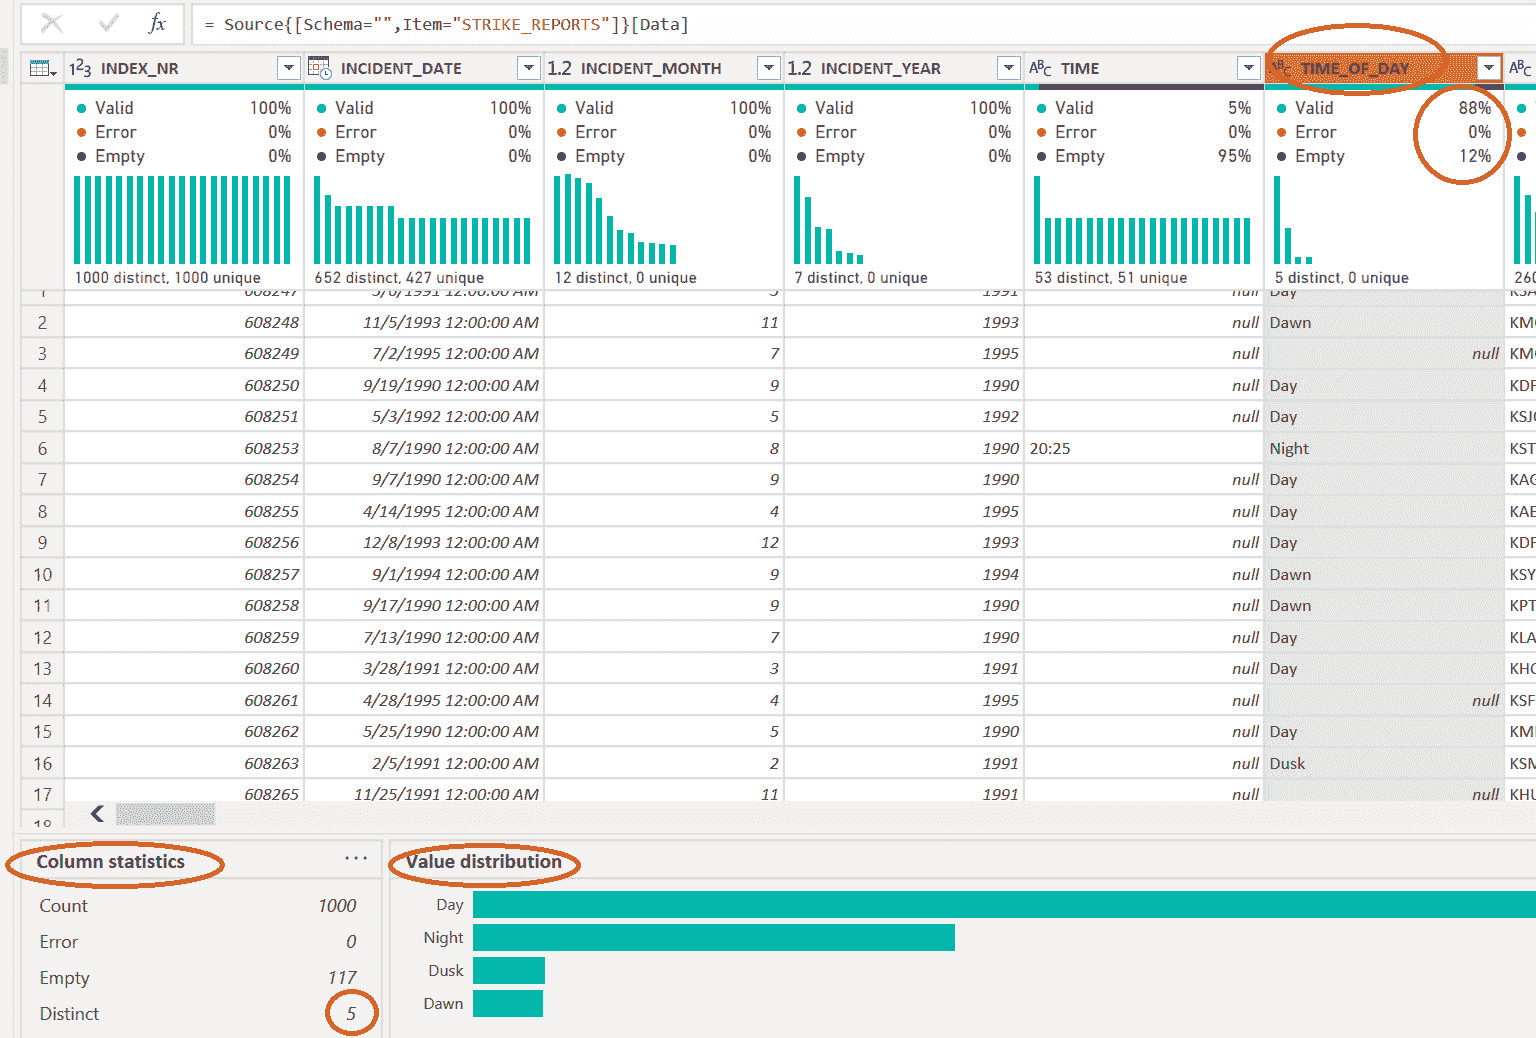 fx = Source{[Schema="",Item="STRIKE_REPORTS"]}[Data]
1²3 INDEX_NR INCIDENT_DATE 1.2 INCIDENT_MONTH 1.2 INCIDENT_YEAR ABC TIME ABC TIME_OF_DAY ABC
Valid 100% Valid 100% Valid 100% Valid 100% Valid 5% Valid 88%
Error 0% Error 0% Error 0% Error 0% Error 0% Error 0%
Empty 0% Empty 0% Empty 0% Empty 0% Empty 95% Empty 12%
1000 distinct, 1000 unique 652 distinct, 427 unique 12 distinct, 0 unique 7 distinct, 0 unique 53 distinct, 51 unique 5 distinct, 0 unique 260
1 608247 1991 null Day
2 608248 11/5/1993 12:00:00 AM 11 1993 null Dawn KM
3 608249 7/2/1995 12:00:00 AM 7 1995 null null KM
4 608250 9/19/1990 12:00:00 AM 9 1990 null Day KDF
5 608251 5/3/1992 12:00:00 AM 5 1992 null Day KSJ
6 608253 8/7/1990 12:00:00 AM 8 1990 20:25 Night KST
7 608254 9/7/1990 12:00:00 AM 9 1990 null Day KAG
8 608255 4/14/1995 12:00:00 AM 4 1995 null Day KAE
9 608256 12/8/1993 12:00:00 AM 12 1993 null Day KDF
10 608257 9/1/1994 12:00:00 AM 9 1994 null Dawn KSY
11 608258 9/17/1990 12:00:00 AM 9 1990 null Dawn KPT
12 608259 7/13/1990 12:00:00 AM 7 1990 null Day KLA
13 608260 3/28/1991 12:00:00 AM 3 1991 null Day KHO
14 608261 4/28/1995 12:00:00 AM 4 1995 null null KSF
15 608262 5/25/1990 12:00:00 AM 5 1990 null Day KM
16 608263 2/5/1991 12:00:00 AM 2 1991 null Dusk KSM
17 608265 11/25/1991 12:00:00 AM 11 1991 null null KHU
18
Column statistics ... Value distribution
Count 1000 Day
Error 0 Night
Empty 117 Dusk
Distinct 5 Dawn